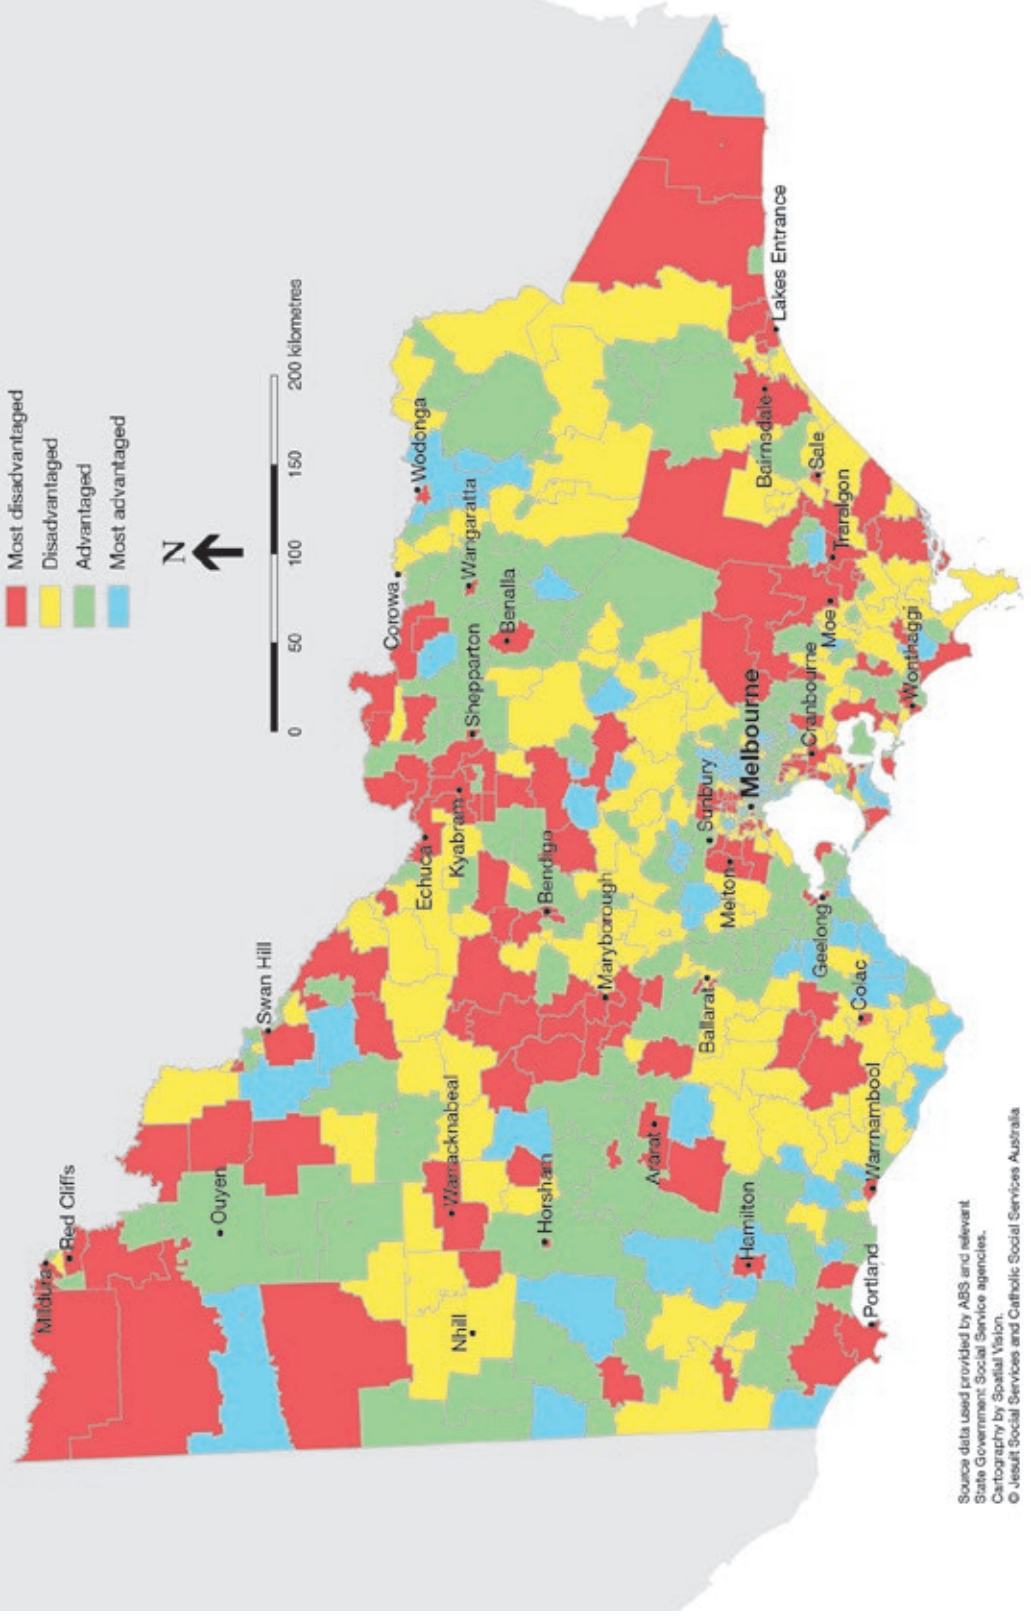 Most disadvantaged
Disadvantaged
Advantaged
Most advantaged
N
0 50 100 150 200 kilometres
Mildura
Red Cliffs
Ouyen
Swan Hill
Nhill
Warracknabeal
Horsham
Echuca
Kyabram
Shepparton
Corowa
Wodonga
Wangaratta
Benalla
Bendigo
Maryborough
Ararat
Ballarat
Hamilton
Portland
Warrnambool
Colac
Geelong
Melton
Sunbury
Melbourne
Cranbourne
Moe
Traralgon
Wonthaggi
Sale
Bairnsdale
Lakes Entrance
Source data used provided by ABS and relevant
State Government Social Service agencies.
Cartography by Spatial Vision.
© Jesuit Social Services and Catholic Social Services Australia